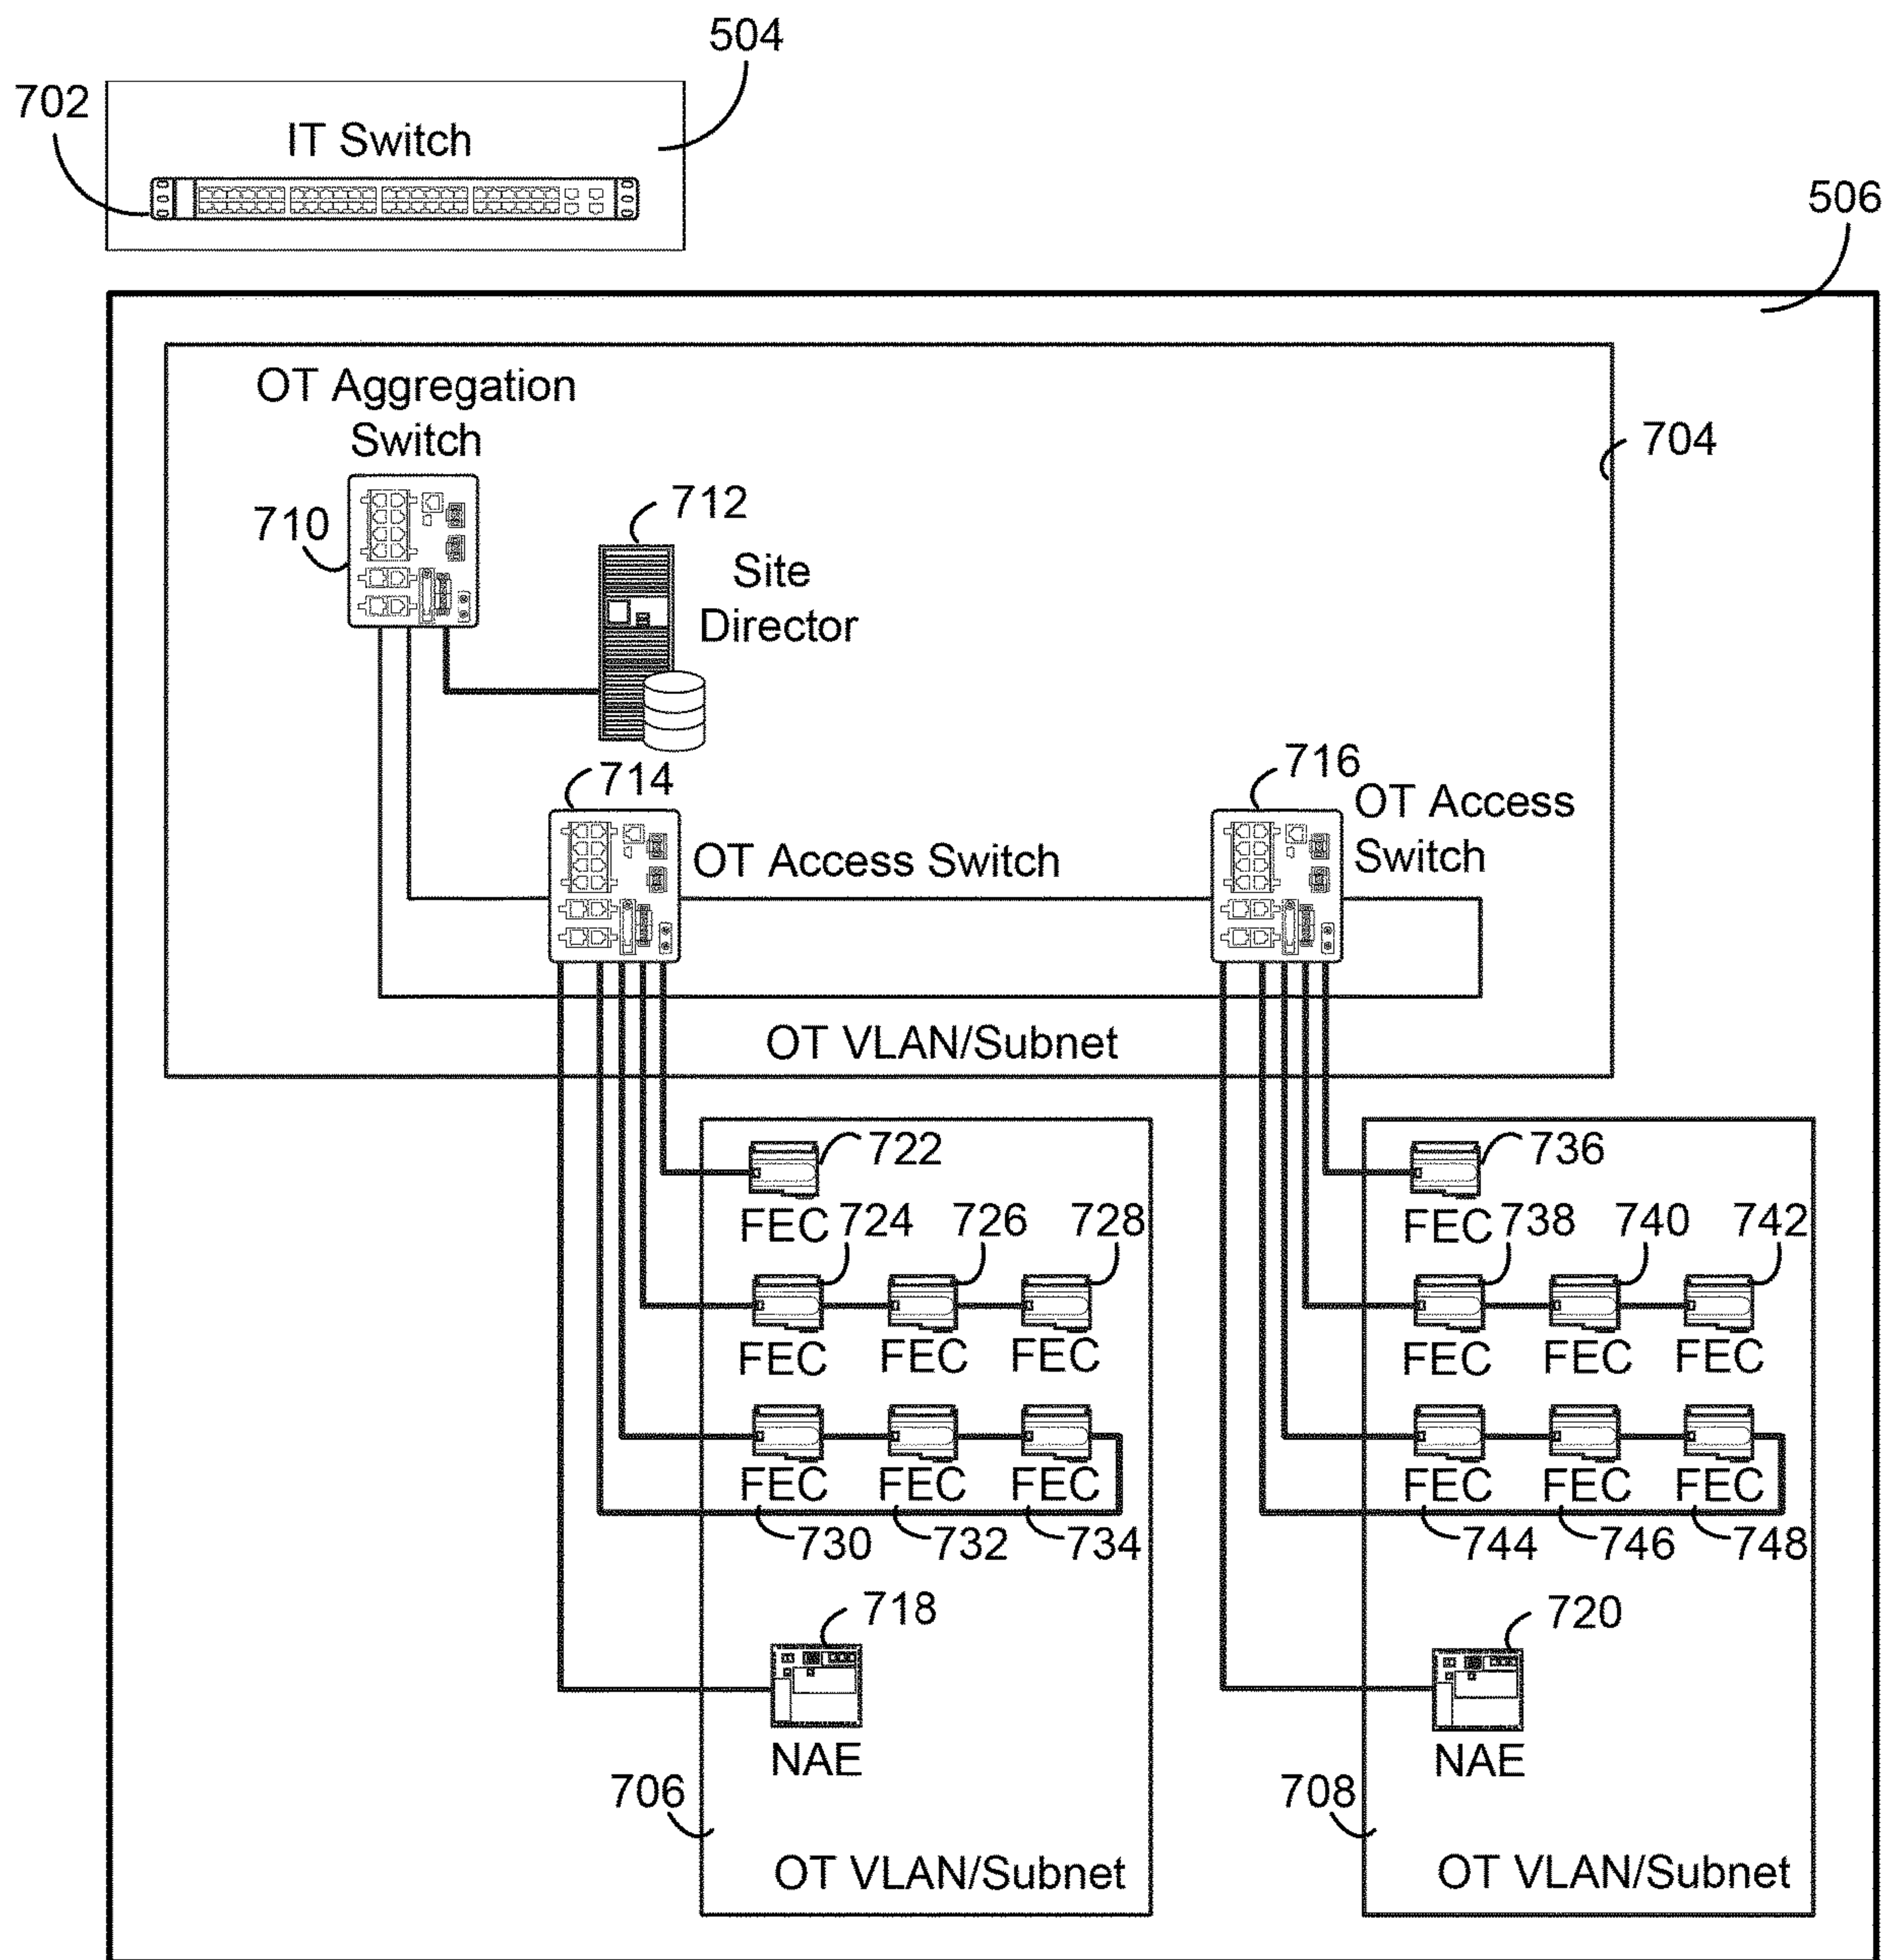 504
702
IT Switch
506
OT Aggregation
Switch
704
710
712
Site
Director
714
716
OT Access
Switch
OT Access Switch
OT VLAN/Subnet
722
736
FEC 724 726 728
FEC 738 740 742
FEC FEC FEC
FEC FEC FEC
FEC FEC FEC
FEC FEC FEC
730 732 734
744 746 748
718
720
NAE
NAE
706
708
OT VLAN/Subnet
OT VLAN/Subnet